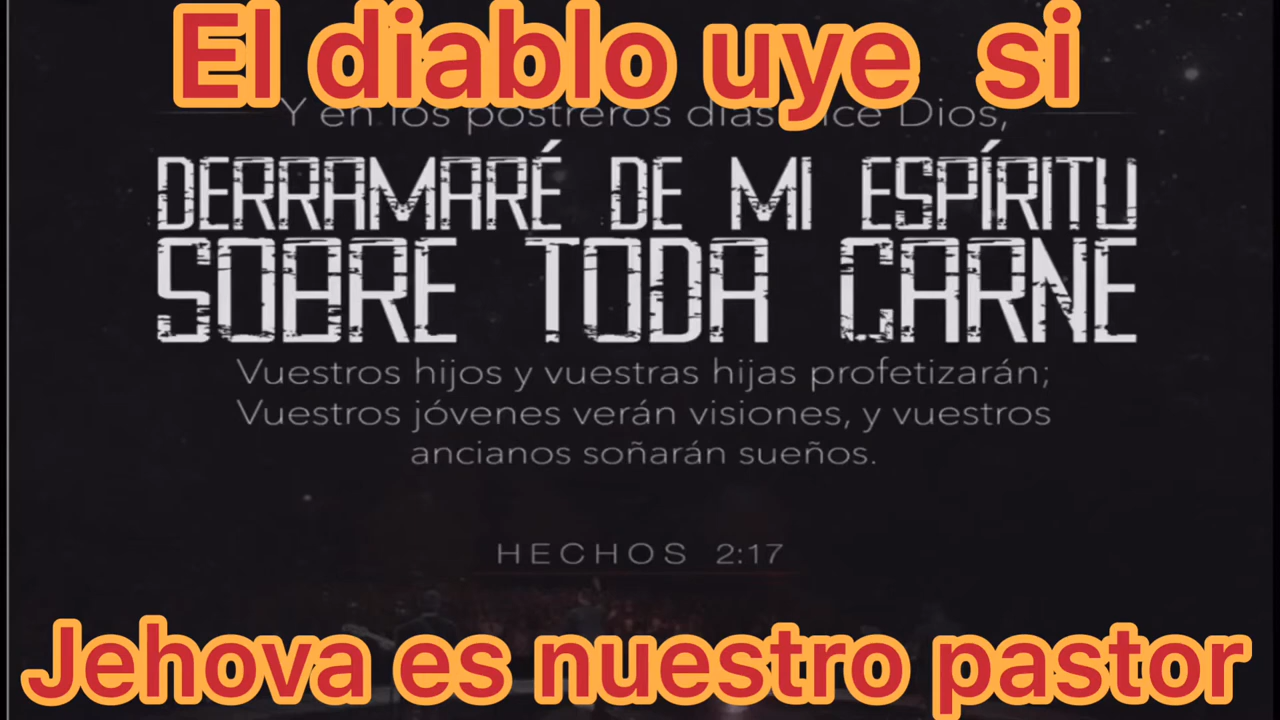 El diablo uye si
Y en los postreros días dice Dios,
DERRAMARÉ DE MI ESPÍRITU
SOBRE TODA CARNE
Vuestros hijos y vuestras hijas profetizarán;
Vuestros jóvenes verán visiones, y vuestros
ancianos soñarán sueños.
HECHOS 2:17
Jehova es nuestro pastor